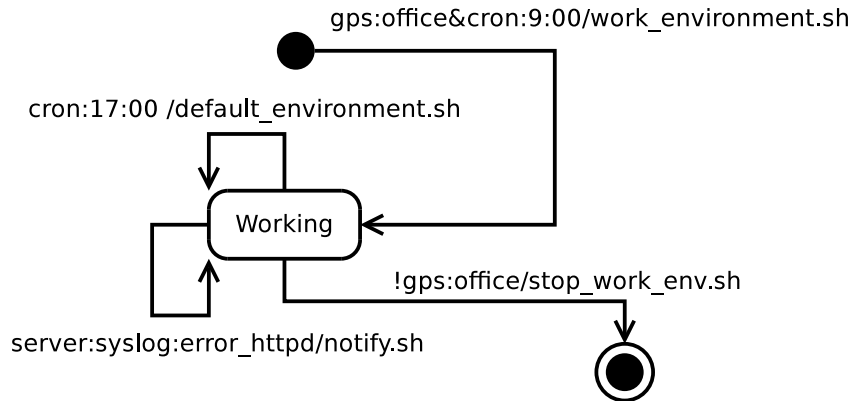 gps:office&cron:9:00/work_environment.sh
cron:17:00 /default_environment.sh
Working
!gps:office/stop_work_env.sh
server:syslog:error_httpd/notify.sh